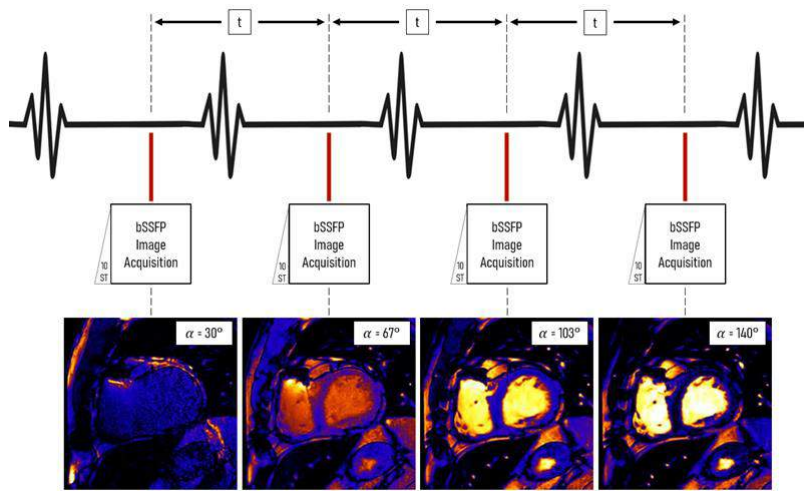 t t t
bSSFP
Image
Acquisition
10
ST
bSSFP
Image
Acquisition
10
ST
bSSFP
Image
Acquisition
10
ST
bSSFP
Image
Acquisition
10
ST
α = 30°
α = 67°
α = 103°
α = 140°